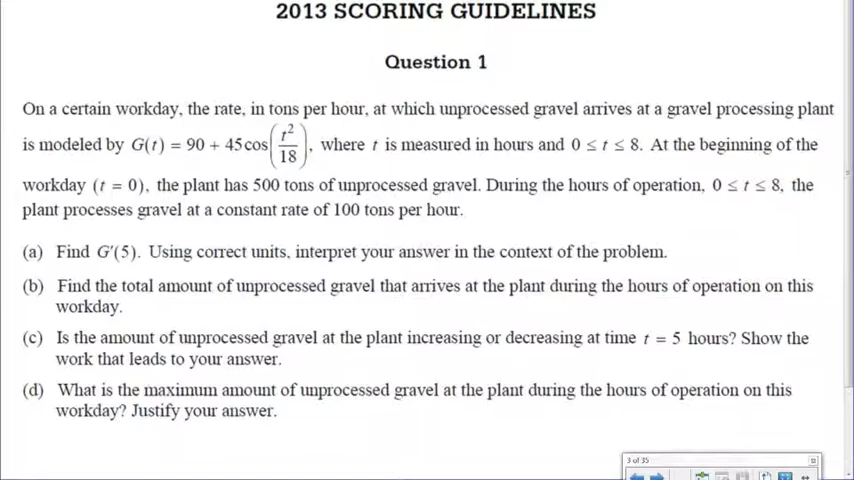 2013 SCORING GUIDELINES
Question 1
On a certain workday, the rate, in tons per hour, at which unprocessed gravel arrives at a gravel processing plant
is modeled by G(t) = 90 + 45 cos(t²/18), where t is measured in hours and 0 ≤ t ≤ 8. At the beginning of the
workday (t = 0), the plant has 500 tons of unprocessed gravel. During the hours of operation, 0 ≤ t ≤ 8, the
plant processes gravel at a constant rate of 100 tons per hour.
(a) Find G′(5). Using correct units, interpret your answer in the context of the problem.
(b) Find the total amount of unprocessed gravel that arrives at the plant during the hours of operation on this
workday.
(c) Is the amount of unprocessed gravel at the plant increasing or decreasing at time t = 5 hours? Show the
work that leads to your answer.
(d) What is the maximum amount of unprocessed gravel at the plant during the hours of operation on this
workday? Justify your answer.
3 of 35